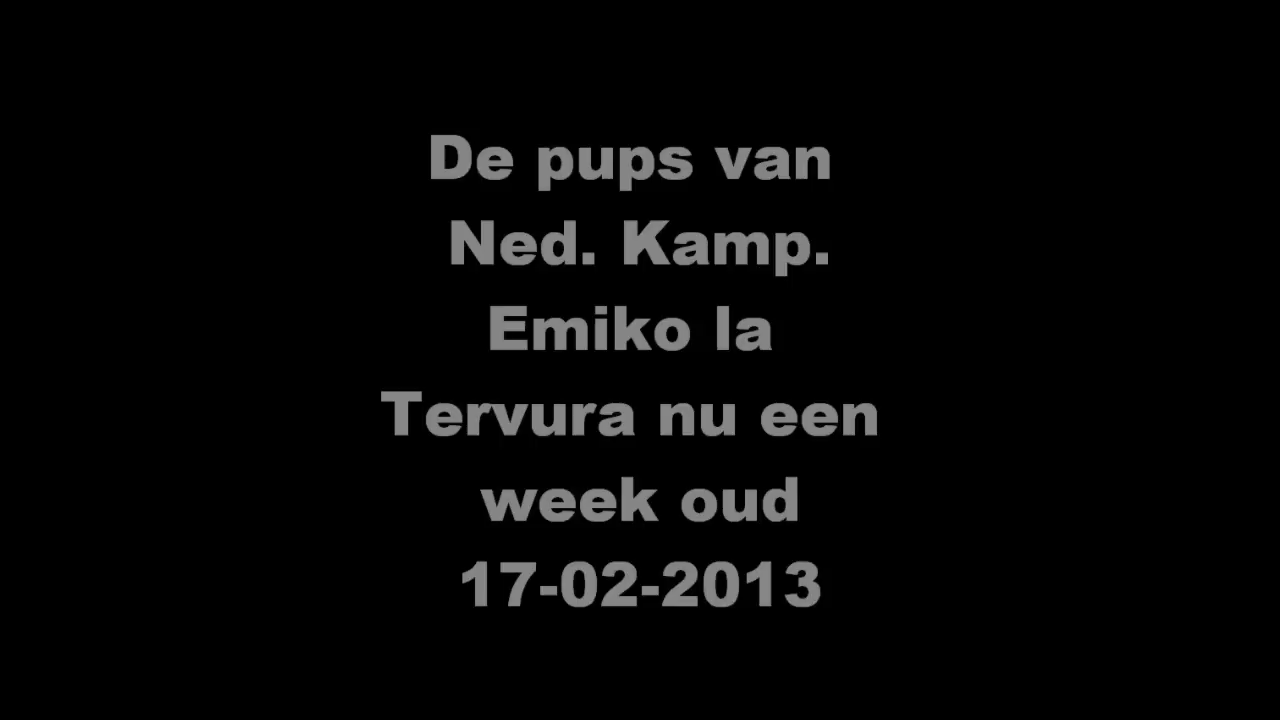 De pups van
Ned. Kamp.
Emiko la
Tervura nu een
week oud
17-02-2013